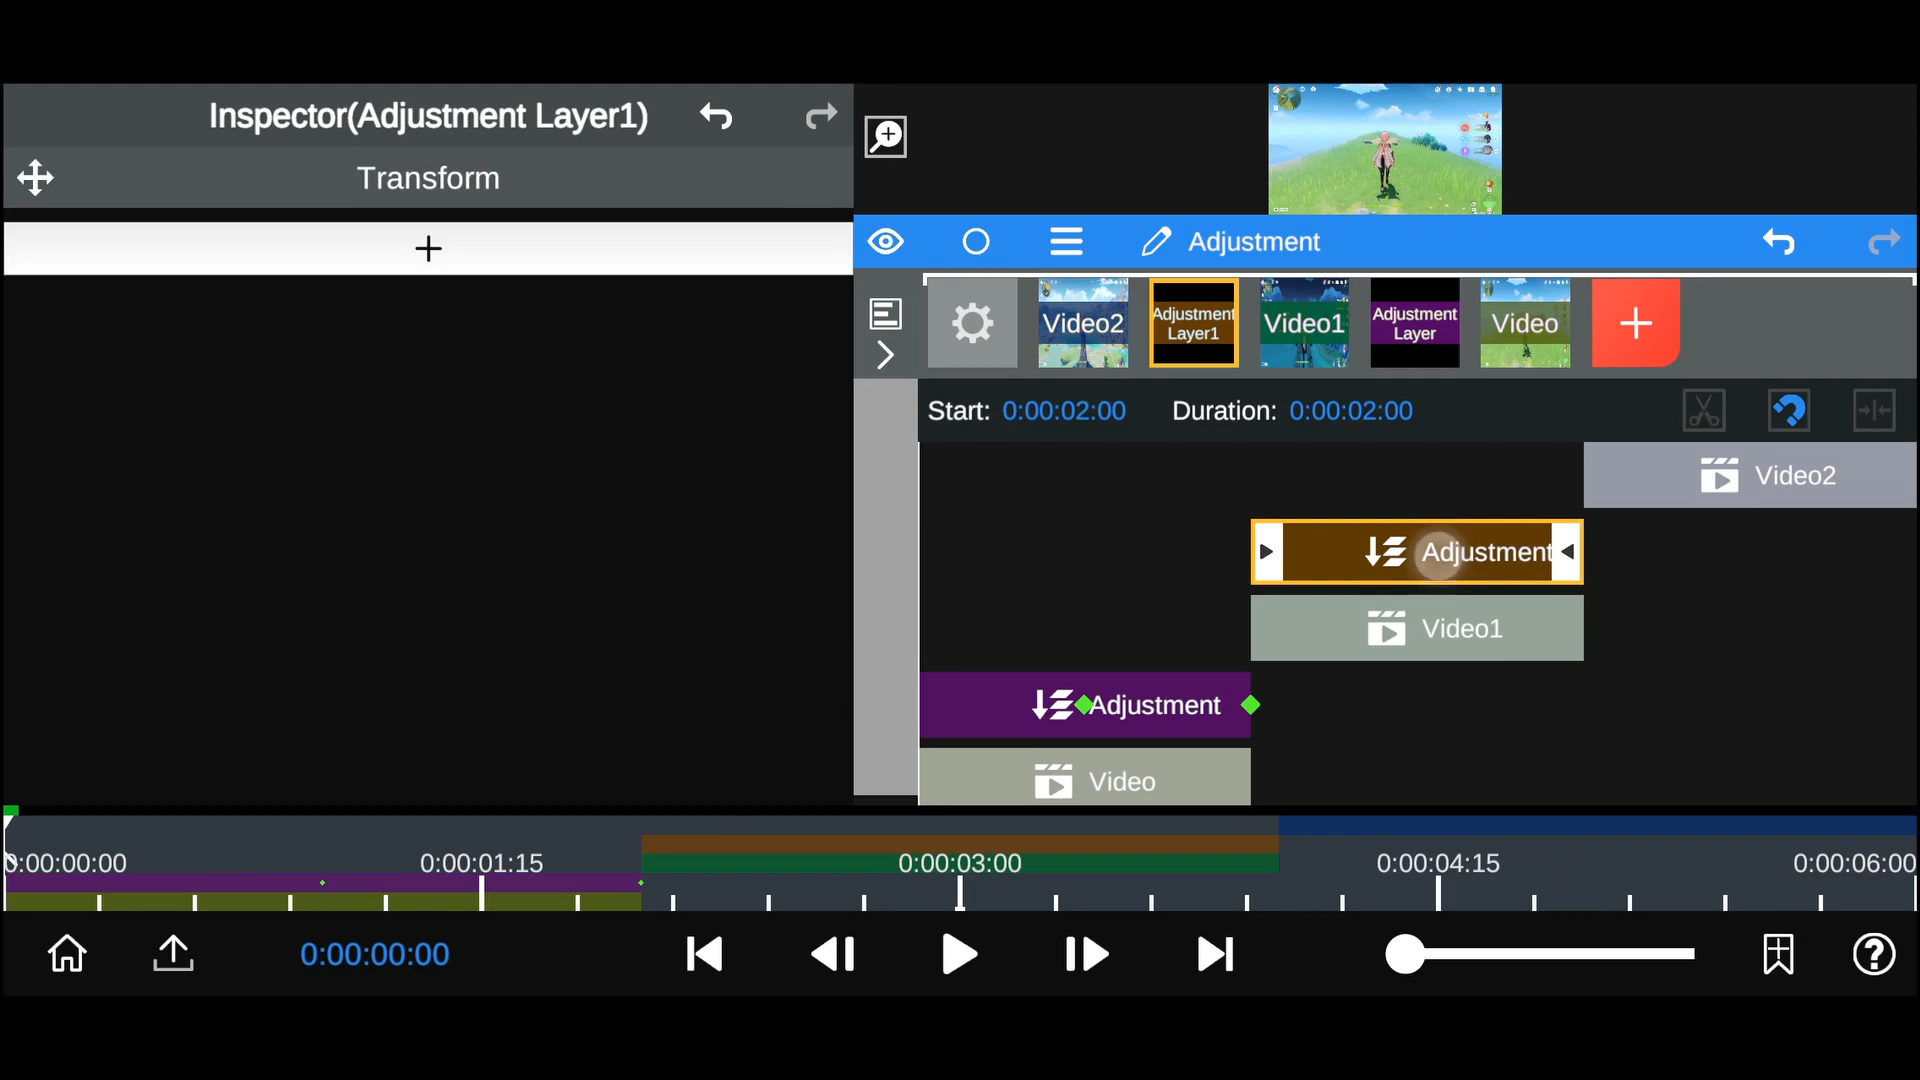 Inspector(Adjustment Layer1)
Transform
Adjustment
Video2
Adjustment
Layer1
Video1
Adjustment
Layer
Video
Start: 0:00:02:00 Duration: 0:00:02:00
Video2
Adjustment
Video1
Adjustment
Video
0:00:00:00 0:00:01:15 0:00:03:00 0:00:04:15 0:00:06:00
0:00:00:00